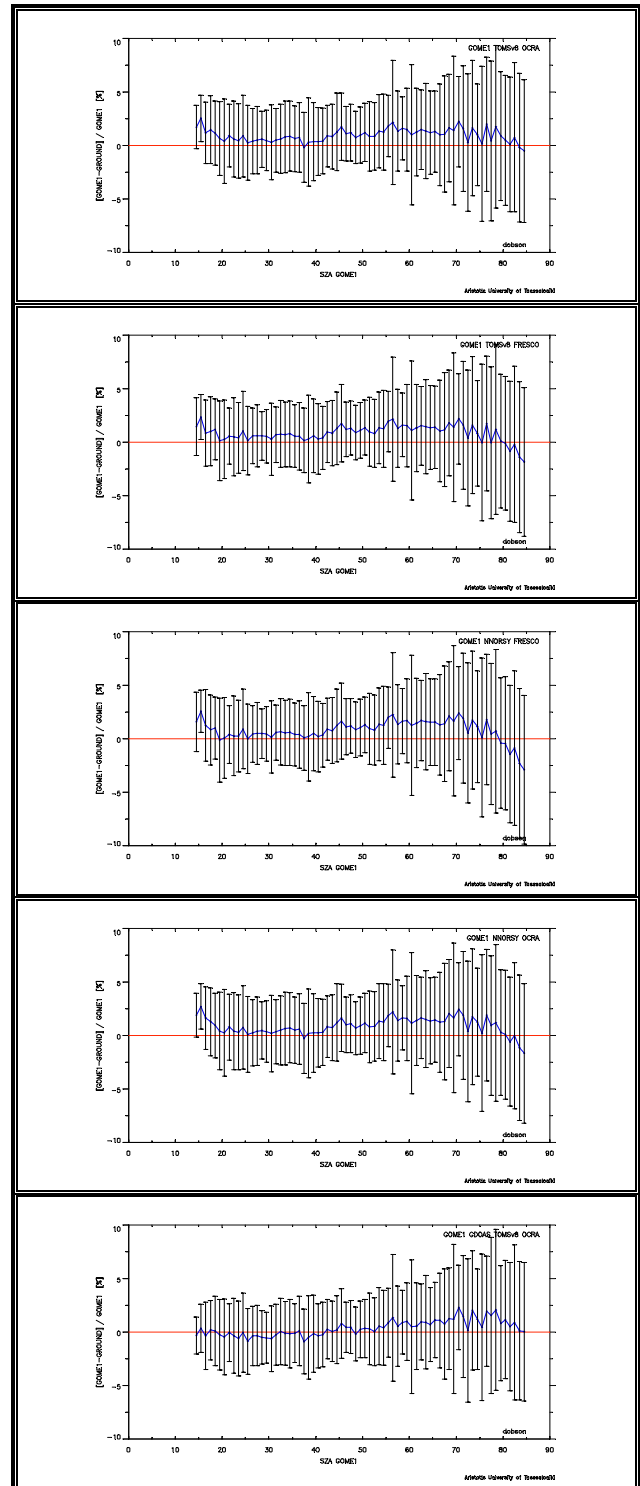 10
GOME1 TOMSv8 OCRA
5
0
-5
-10
[GOME1-GROUND] / GOME1 [%]
dobson
0 10 20 30 40 50 60 70 80 90
SZA GOME1
Aristotle University of Thessaloniki
10
GOME1 TOMSv8 FRESCO
5
0
-5
-10
[GOME1-GROUND] / GOME1 [%]
dobson
0 10 20 30 40 50 60 70 80 90
SZA GOME1
Aristotle University of Thessaloniki
10
GOME1 NNORSY FRESCO
5
0
-5
-10
[GOME1-GROUND] / GOME1 [%]
dobson
0 10 20 30 40 50 60 70 80 90
SZA GOME1
Aristotle University of Thessaloniki
10
GOME1 NNORSY OCRA
5
0
-5
-10
[GOME1-GROUND] / GOME1 [%]
dobson
0 10 20 30 40 50 60 70 80 90
SZA GOME1
Aristotle University of Thessaloniki
10
GOME1 GDOAS_TOMSv8 OCRA
5
0
-5
-10
[GOME1-GROUND] / GOME1 [%]
dobson
0 10 20 30 40 50 60 70 80 90
SZA GOME1
Aristotle University of Thessaloniki